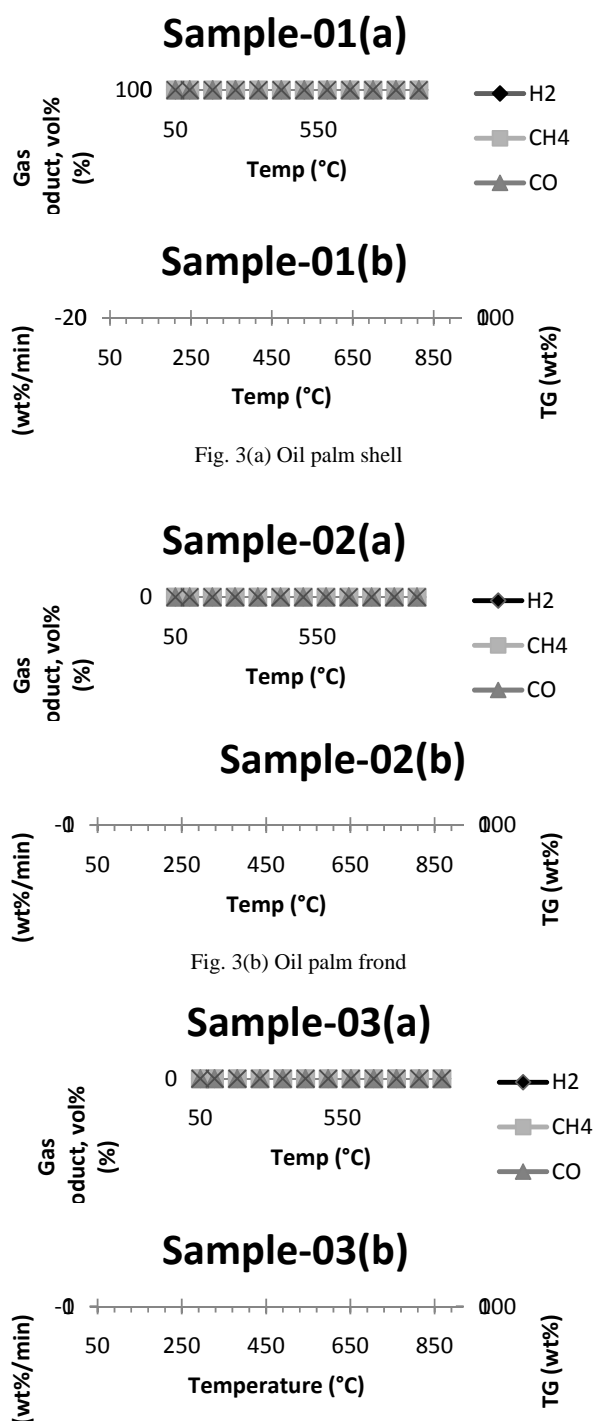 Sample-01(a)
100
50 550
Temp (°C)
Gas
oduct, vol%
(%)
H2
CH4
CO
Sample-01(b)
-20
50 250 450 650 850
Temp (°C)
(wt%/min)
TG (wt%)
Fig. 3(a) Oil palm shell
Sample-02(a)
0
50 550
Temp (°C)
Gas
oduct, vol%
(%)
H2
CH4
CO
Sample-02(b)
50 250 450 650 850
Temp (°C)
(wt%/min)
TG (wt%)
Fig. 3(b) Oil palm frond
Sample-03(a)
0
50 550
Temp (°C)
Gas
oduct, vol%
(%)
H2
CH4
CO
Sample-03(b)
50 250 450 650 850
Temperature (°C)
(wt%/min)
TG (wt%)